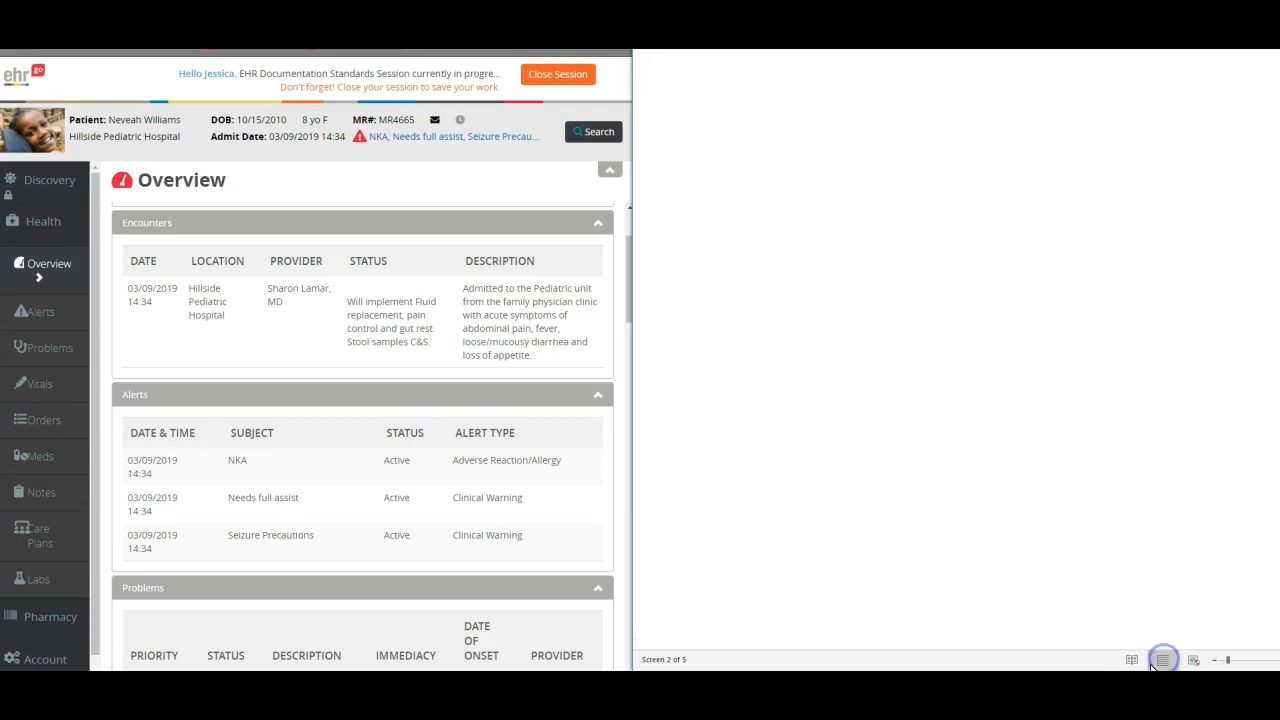 ehr go
Hello Jessica. EHR Documentation Standards Session currently in progre...
Don't forget! Close your session to save your work.
Close Session
Patient: Neveah Williams DOB: 10/15/2010 8 yo F MR#: MR4665
Hillside Pediatric Hospital Admit Date: 03/09/2019 14:34 NKA, Needs full assist, Seizure Precau...
Search
Discovery
Health
Overview
Alerts
Problems
Vitals
Orders
Meds
Notes
Care
Plans
Labs
Pharmacy
Account
Overview
Encounters
DATE LOCATION PROVIDER STATUS DESCRIPTION
03/09/2019
14:34
Hillside
Pediatric
Hospital
Sharon Lamar,
MD
Will implement Fluid
replacement, pain
control and gut rest.
Stool samples C&S.
Admitted to the Pediatric unit
from the family physician clinic
with acute symptoms of
abdominal pain, fever,
loose/mucousy diarrhea and
loss of appetite.
Alerts
DATE & TIME SUBJECT STATUS ALERT TYPE
03/09/2019
14:34
NKA Active Adverse Reaction/Allergy
03/09/2019
14:34
Needs full assist Active Clinical Warning
03/09/2019
14:34
Seizure Precautions Active Clinical Warning
Problems
PRIORITY STATUS DESCRIPTION IMMEDIACY
DATE
OF
ONSET
PROVIDER
Screen 2 of 5